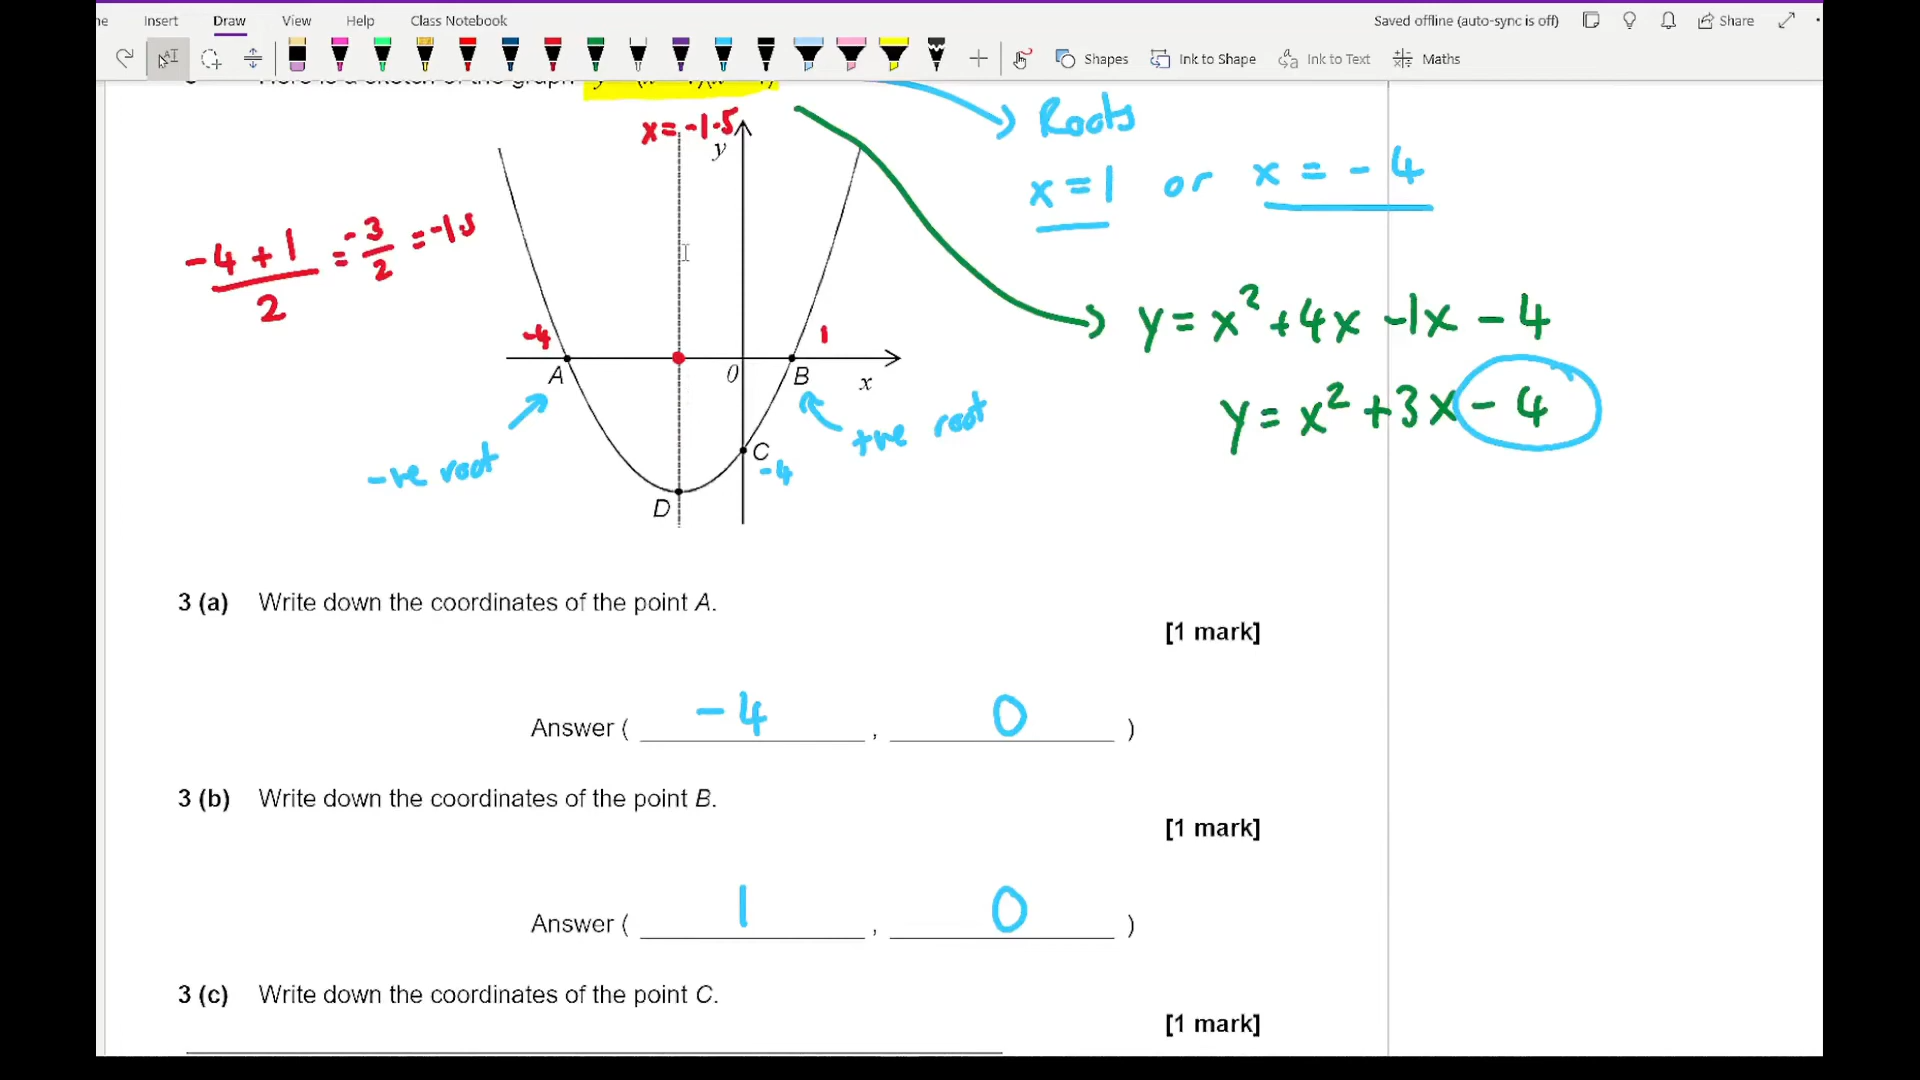 Insert Draw View Help Class Notebook Saved offline (auto-sync is off) Share
Shapes Ink to Shape Ink to Text Maths
Roots
x=-1.5
y
x=1 or x=-4
-4+1/2 = -3/2 = -1.5
y=x²+4x-1x-4
-4 1
A 0 B x
y=x²+3x-4
+ve root
-ve root
C
-4
D
3 (a) Write down the coordinates of the point A.
[1 mark]
Answer ( -4 , 0 )
3 (b) Write down the coordinates of the point B.
[1 mark]
Answer ( 1 , 0 )
3 (c) Write down the coordinates of the point C.
[1 mark]